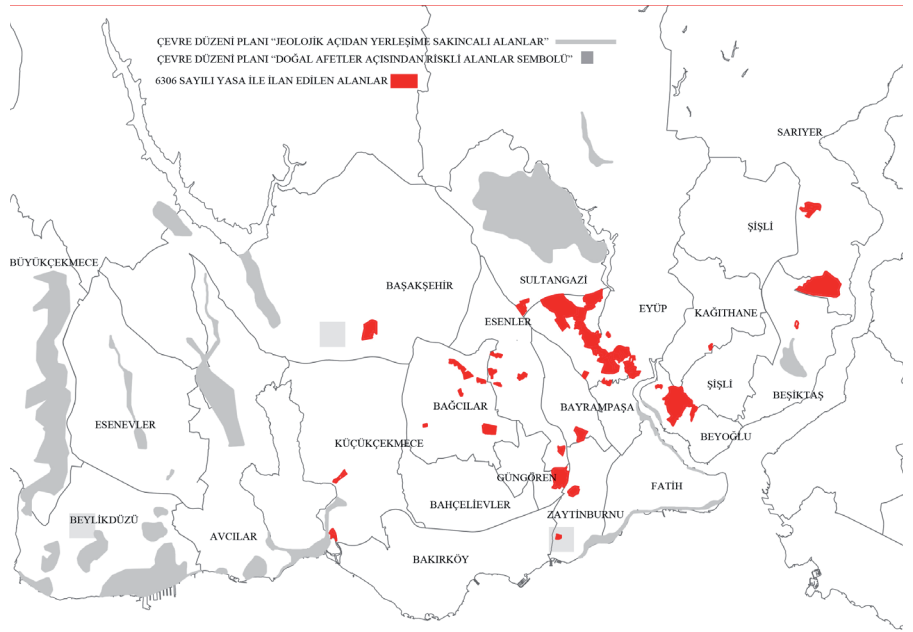 ÇEVRE DÜZENİ PLANI “JEOLOJİK AÇIDAN YERLEŞİME SAKINCALI ALANLAR”
ÇEVRE DÜZENİ PLANI “DOĞAL AFETLER AÇISINDAN RİSKLİ ALANLAR SEMBOLÜ”
6306 SAYILI YASA İLE İLAN EDİLEN ALANLAR
SARIYER
ŞİŞLİ
BÜYÜKÇEKMECE
BAŞAKŞEHİR
SULTANGAZİ
EYÜP
KAĞITHANE
ESENLER
ŞİŞLİ
BEŞİKTAŞ
BAĞCILAR
BAYRAMPAŞA
ESENEVLER
KÜÇÜKÇEKMECE
BEYOĞLU
GÜNGÖREN
FATİH
BAHÇELİEVLER
ZAYTİNBURNU
BEYLİKDÜZÜ
AVCILAR
BAKIRKÖY